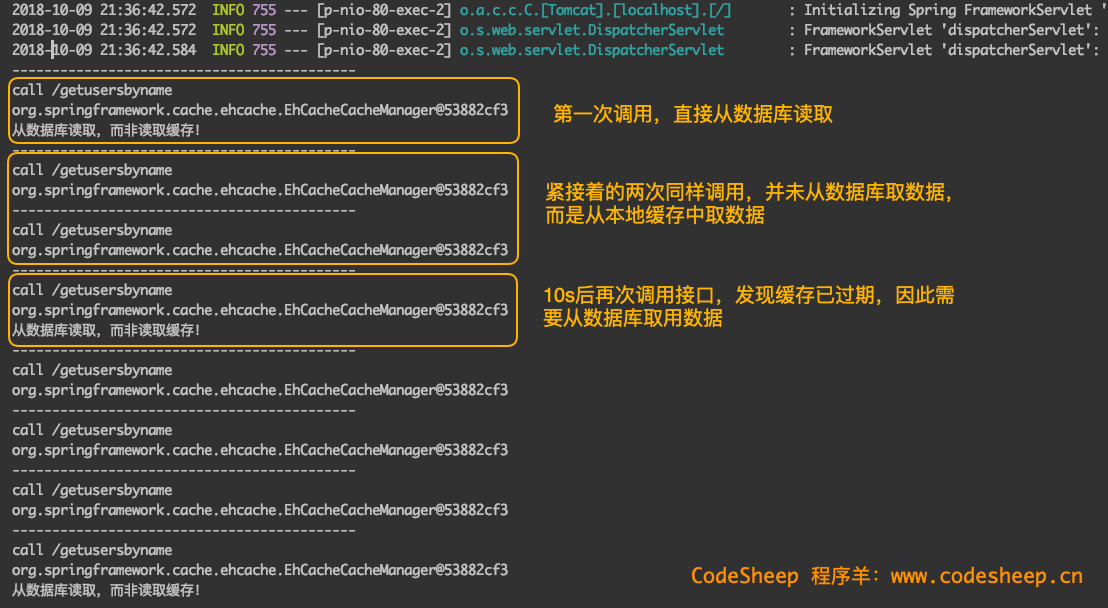 2018-10-09 21:36:42.572  INFO 755 --- [p-nio-80-exec-2] o.a.c.c.C.[Tomcat].[localhost].[/]       : Initializing Spring FrameworkServlet '
2018-10-09 21:36:42.572  INFO 755 --- [p-nio-80-exec-2] o.s.web.servlet.DispatcherServlet        : FrameworkServlet 'dispatcherServlet':
2018-10-09 21:36:42.584  INFO 755 --- [p-nio-80-exec-2] o.s.web.servlet.DispatcherServlet        : FrameworkServlet 'dispatcherServlet':
-------------------------------------------
call /getusersbyname
org.springframework.cache.ehcache.EhCacheCacheManager@53882cf3
从数据库读取，而非读取缓存！
第一次调用，直接从数据库读取
-------------------------------------------
call /getusersbyname
org.springframework.cache.ehcache.EhCacheCacheManager@53882cf3
-------------------------------------------
call /getusersbyname
org.springframework.cache.ehcache.EhCacheCacheManager@53882cf3
紧接着的两次同样调用，并未从数据库取数据，
而是从本地缓存中取数据
-------------------------------------------
call /getusersbyname
org.springframework.cache.ehcache.EhCacheCacheManager@53882cf3
从数据库读取，而非读取缓存！
10s后再次调用接口，发现缓存已过期，因此需
要从数据库取用数据
-------------------------------------------
call /getusersbyname
org.springframework.cache.ehcache.EhCacheCacheManager@53882cf3
-------------------------------------------
call /getusersbyname
org.springframework.cache.ehcache.EhCacheCacheManager@53882cf3
-------------------------------------------
call /getusersbyname
org.springframework.cache.ehcache.EhCacheCacheManager@53882cf3
-------------------------------------------
call /getusersbyname
org.springframework.cache.ehcache.EhCacheCacheManager@53882cf3
从数据库读取，而非读取缓存！
CodeSheep 程序羊：www.codesheep.cn